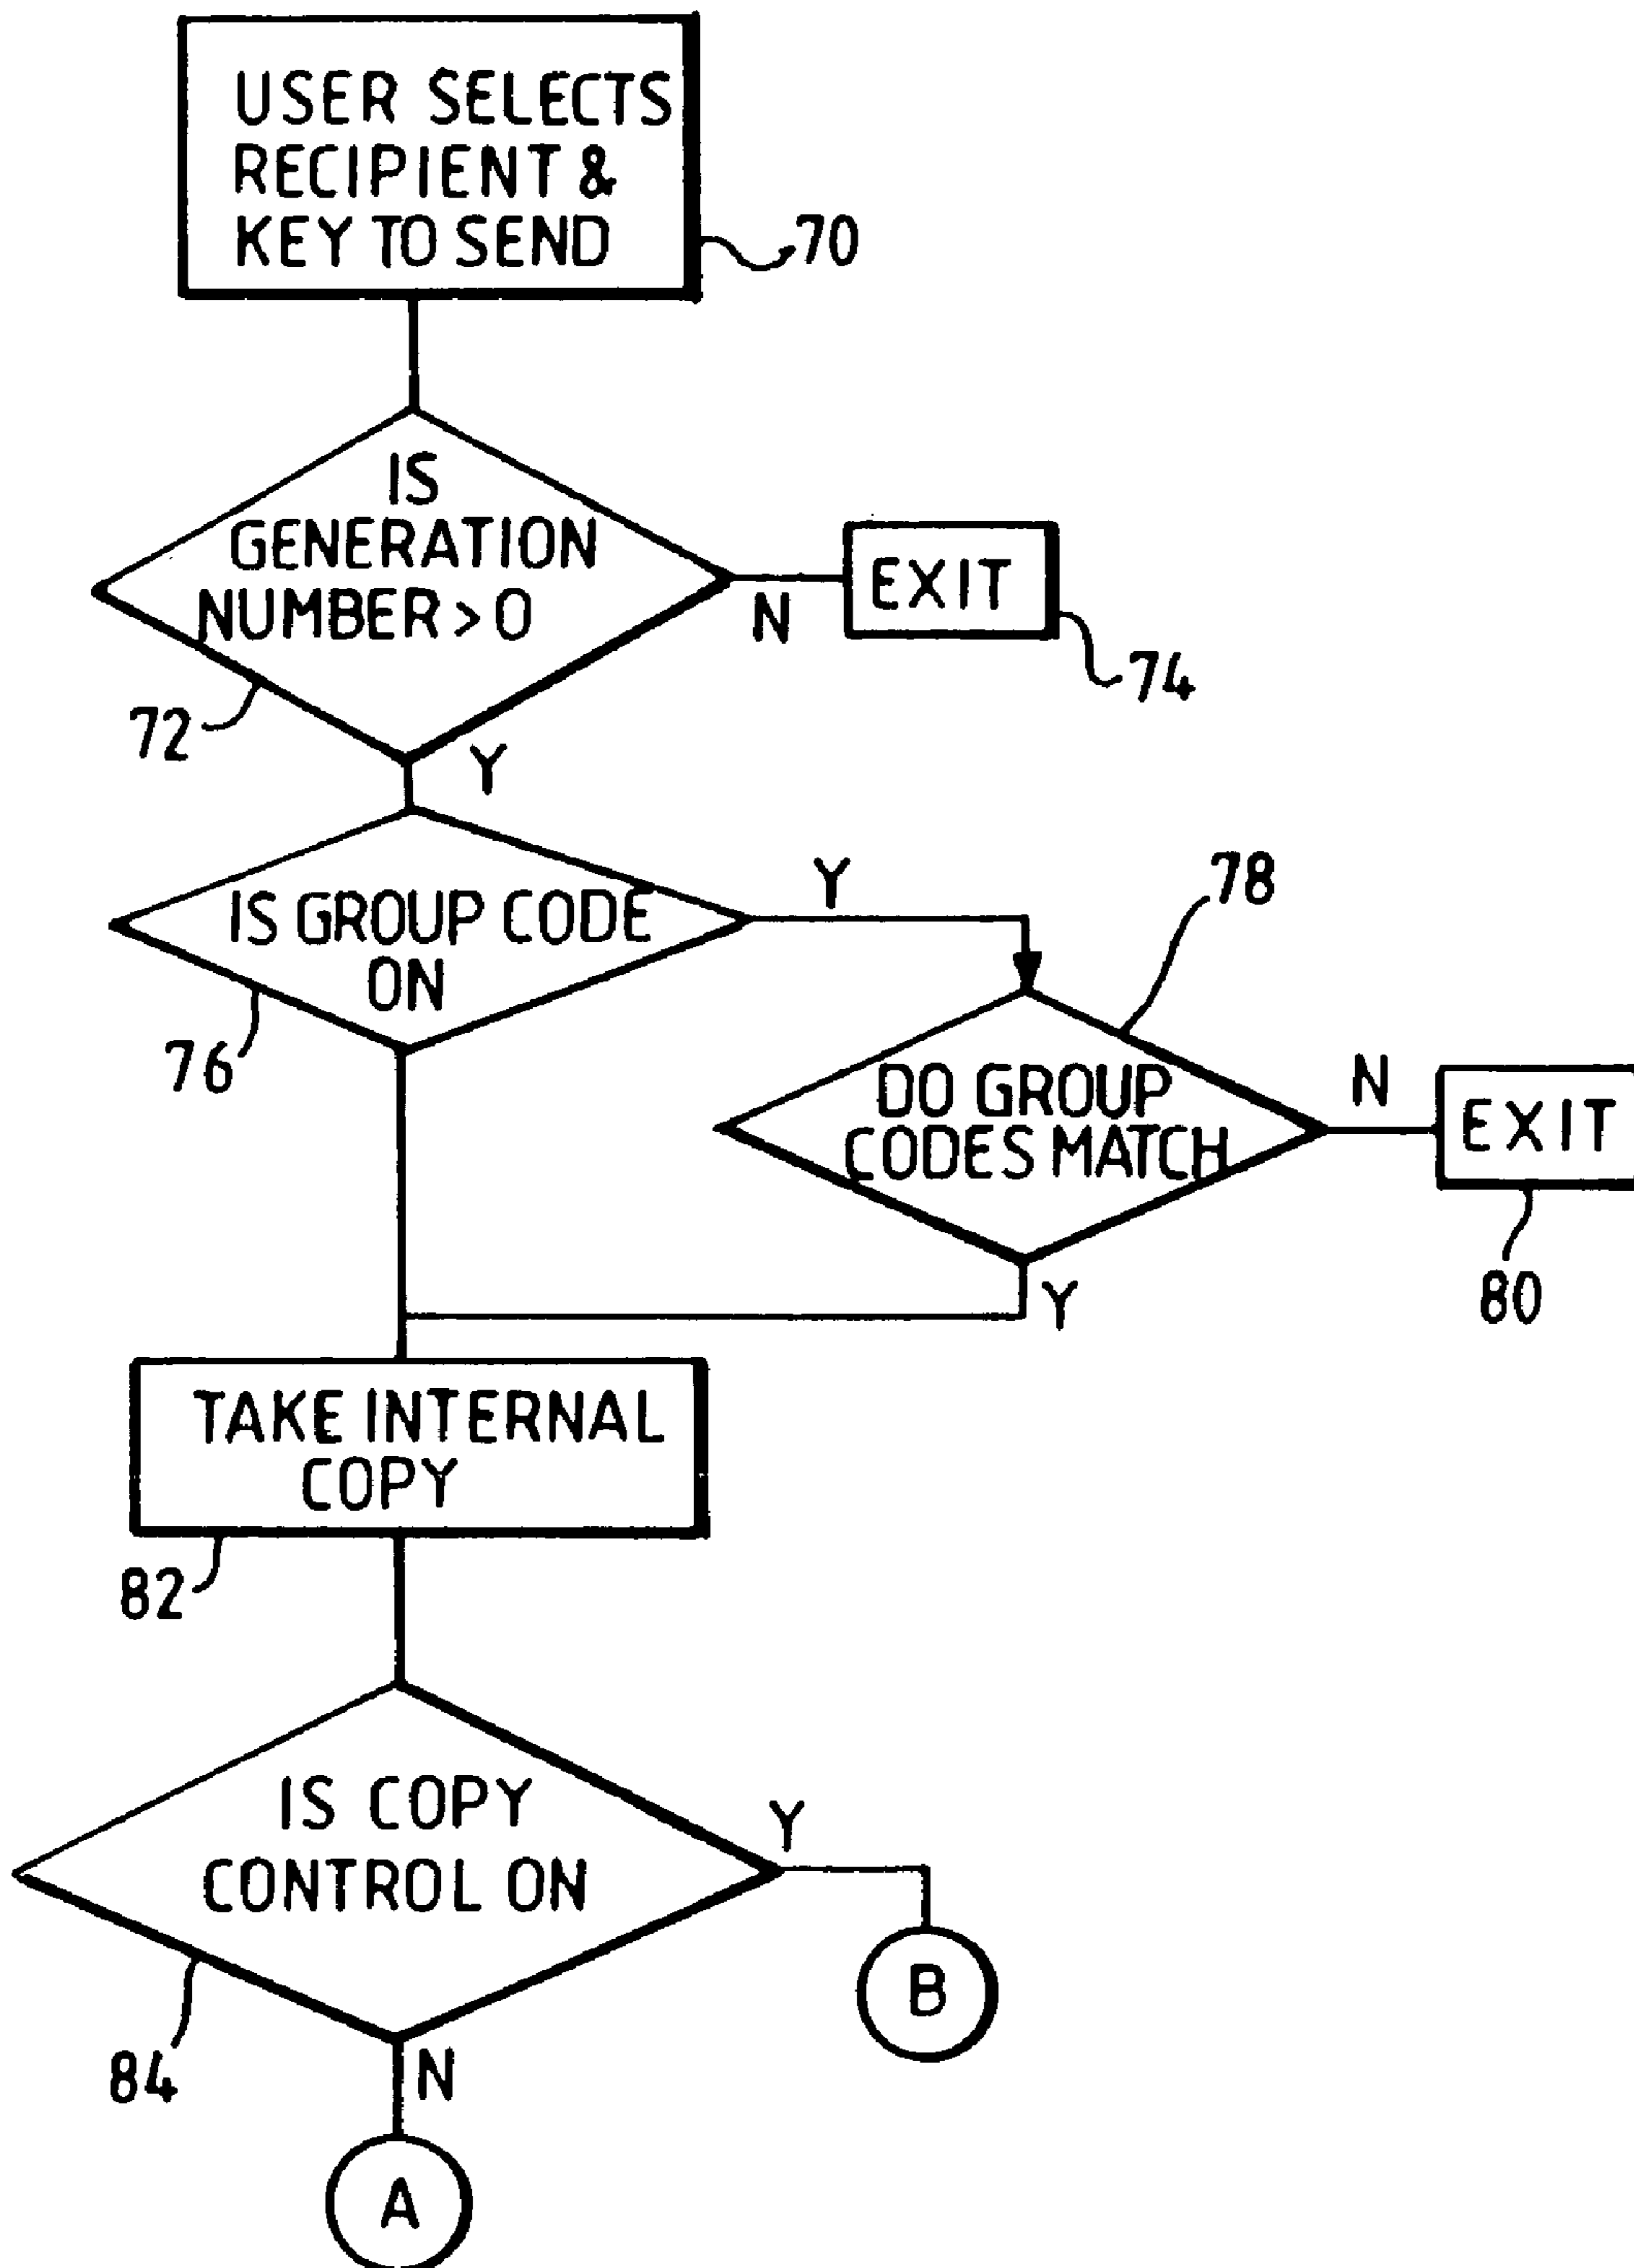 USER SELECTS
RECIPIENT &
KEY TO SEND
70
IS
GENERATION
NUMBER > 0
N
EXIT
74
72
Y
IS GROUP CODE
ON
Y
78
76
DO GROUP
CODES MATCH
N
EXIT
80
Y
TAKE INTERNAL
COPY
82
IS COPY
CONTROL ON
Y
B
84
N
A